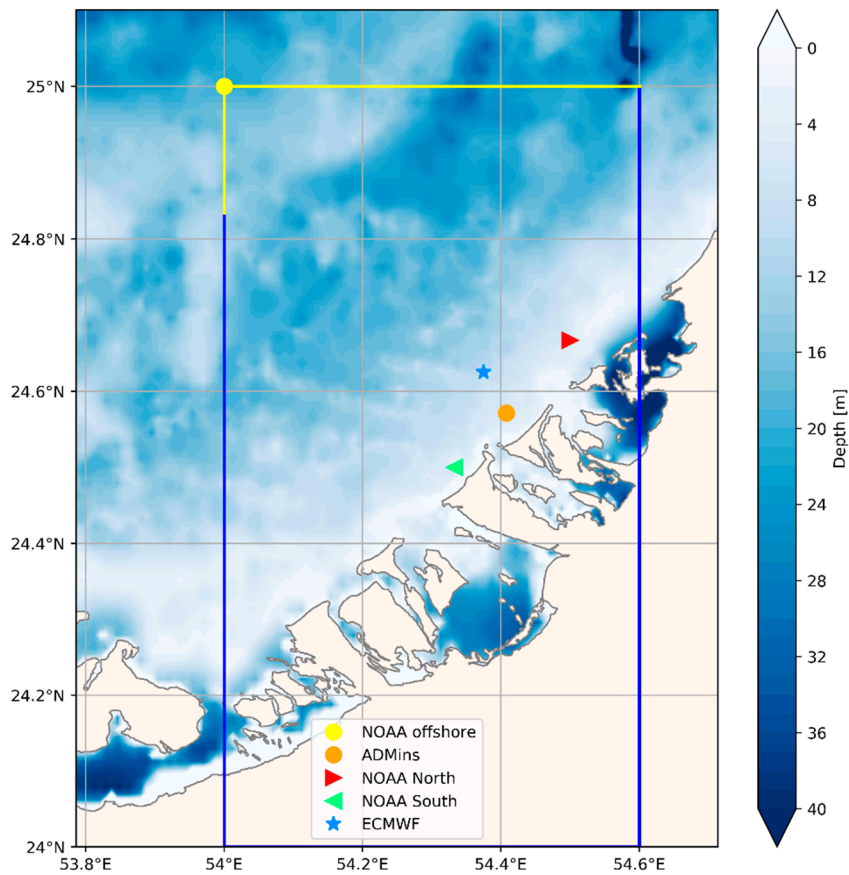 25°N
24.8°N
24.6°N
24.4°N
24.2°N
24°N
53.8°E
54°E
54.2°E
54.4°E
54.6°E
NOAA offshore
ADMins
NOAA North
NOAA South
ECMWF
0
4
8
12
16
20
24
28
32
36
40
Depth [m]